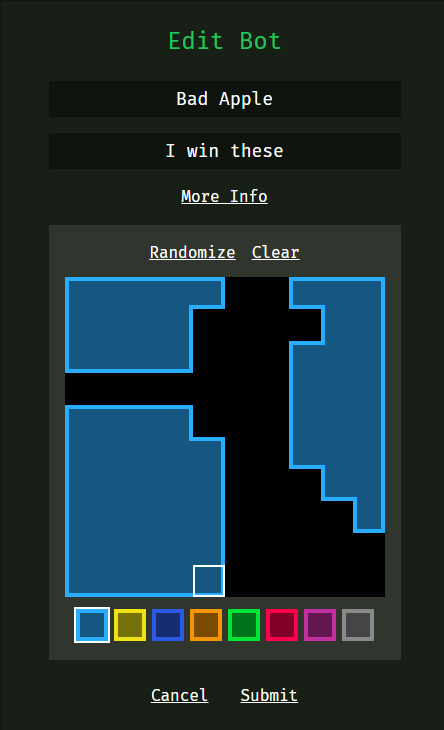 Edit Bot
Bad Apple
I win these
More Info
Randomize Clear
Cancel Submit